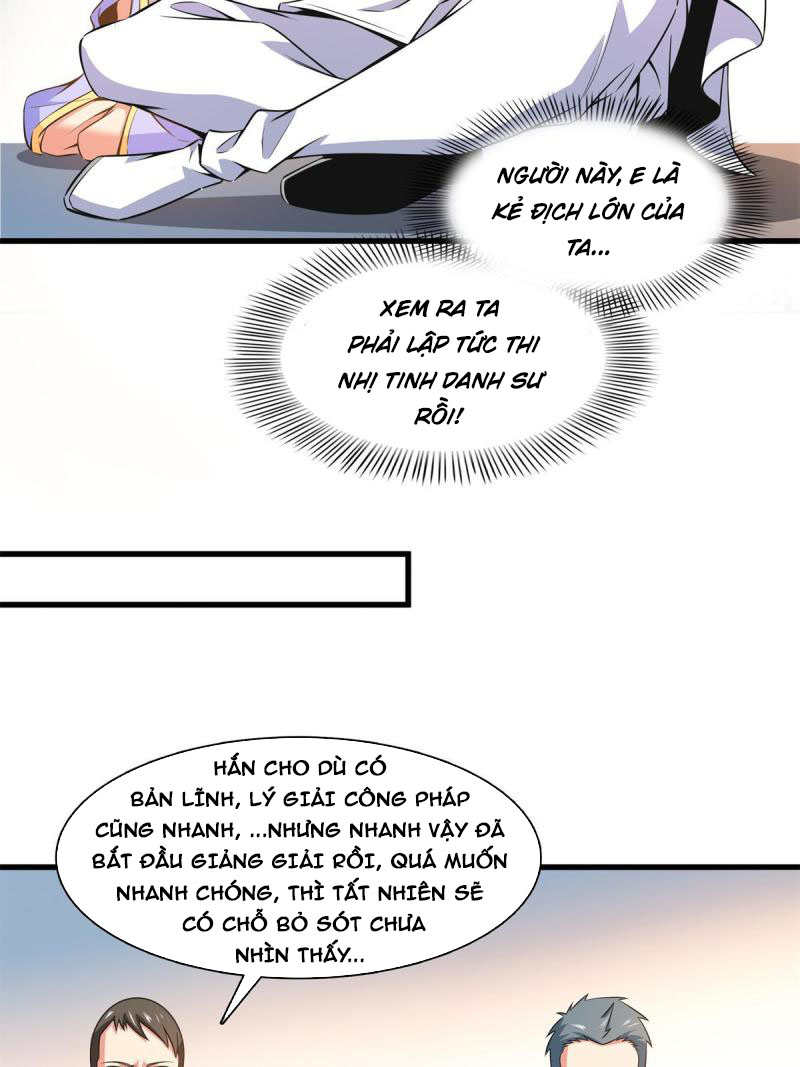 NGƯỜI NÀY, E LÀ
KẺ ĐỊCH LỚN CỦA
TA...
XEM RA TA
PHẢI LẬP TỨC THI
NHỊ TINH DANH SƯ
RỒI!
HẮN CHO DÙ CÓ
BẢN LĨNH, LÝ GIẢI CÔNG PHÁP
CŨNG NHANH, ...NHƯNG NHANH VẬY ĐÃ
BẮT ĐẦU GIẢNG GIẢI RỒI, QUÁ MUỐN
NHANH CHÓNG, THÌ TẤT NHIÊN SẼ
CÓ CHỖ BỎ SÓT CHƯA
NHÌN THẤY...